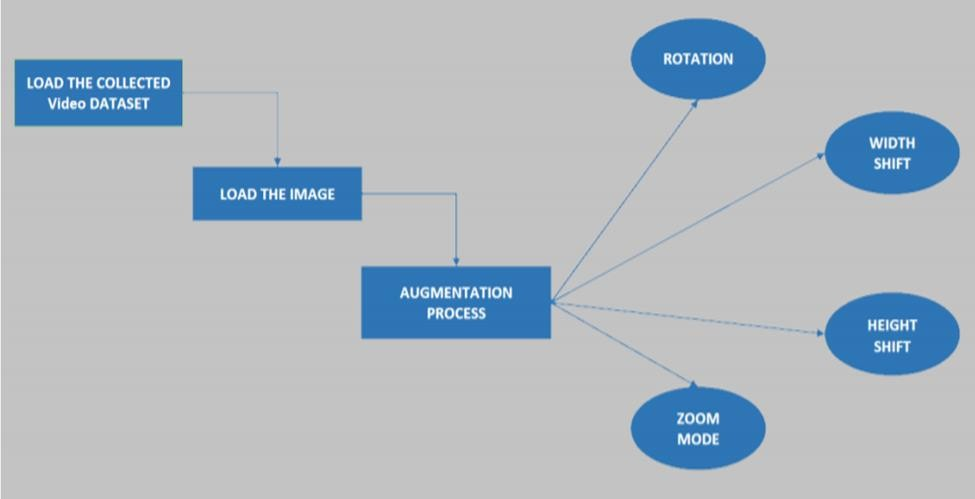 LOAD THE COLLECTED
Video DATASET
LOAD THE IMAGE
AUGMENTATION
PROCESS
ROTATION
WIDTH
SHIFT
HEIGHT
SHIFT
ZOOM
MODE